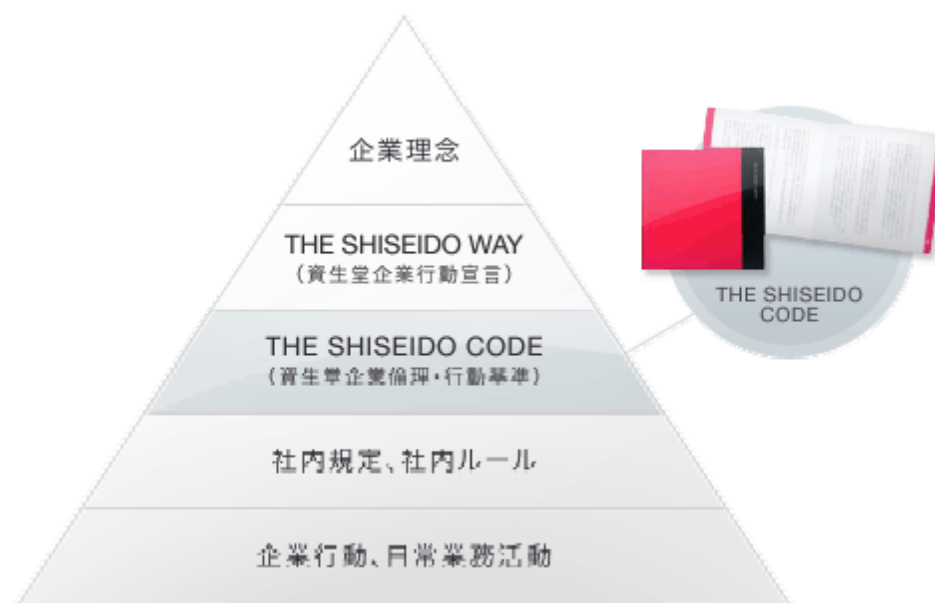 企業理念
THE SHISEIDO WAY
（資生堂企業行動宣言）
THE SHISEIDO CODE
（資生堂企業倫理・行動基準）
社内規定、社内ルール
企業行動、日常業務活動
THE SHISEIDO
CODE